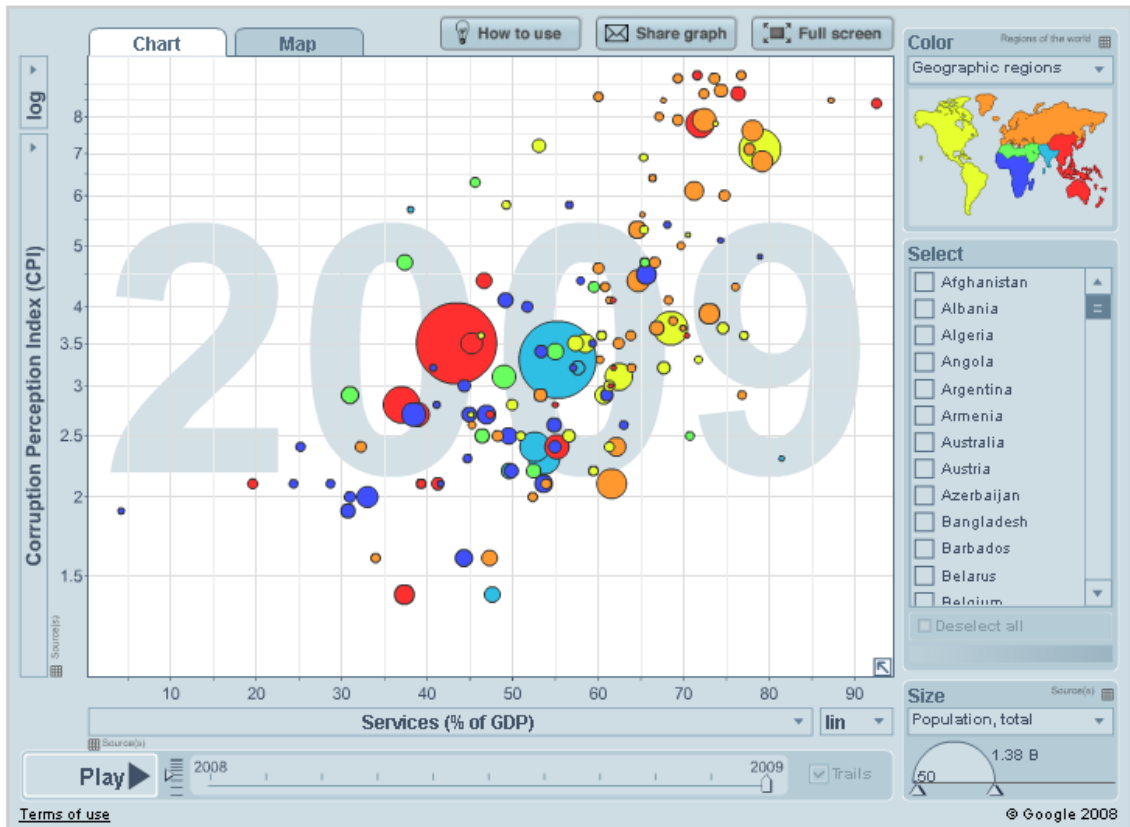 Chart
Map
How to use
Share graph
Full screen
Color
Regions of the world
Geographic regions
log
Corruption Perception Index (CPI)
Source(s)
2009
8
7
6
5
4
3.5
3
2.5
2
1.5
10 20 30 40 50 60 70 80 90
Services (% of GDP)
lin
Source(s)
Play
2008
2009
Trails
Select
Afghanistan
Albania
Algeria
Angola
Argentina
Armenia
Australia
Austria
Azerbaijan
Bangladesh
Barbados
Belarus
Belgium
Deselect all
Size
Source(s)
Population, total
1.38 B
50
Terms of use
© Google 2008